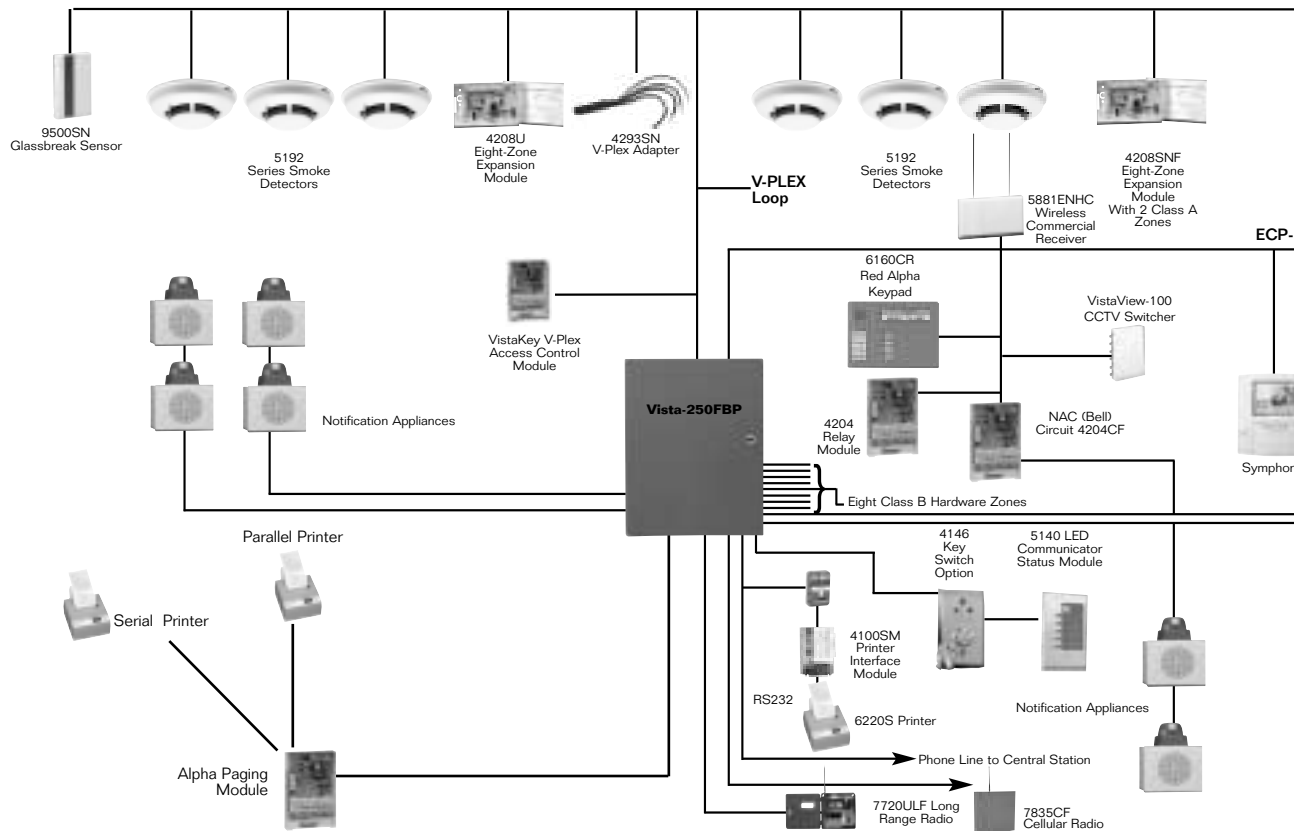 9500SN
Glassbreak Sensor
5192
Series Smoke
Detectors
4208U
Eight-Zone
Expansion
Module
4293SN
V-Plex Adapter
V-PLEX
Loop
5192
Series Smoke
Detectors
5881ENHC
Wireless
Commercial
Receiver
4208SNF
Eight-Zone
Expansion
Module
With 2 Class A
Zones
ECP-
6160CR
Red Alpha
Keypad
VistaView-100
CCTV Switcher
VistaKey V-Plex
Access Control
Module
Vista-250FBP
Notification Appliances
4204
Relay
Module
NAC (Bell)
Circuit 4204CF
Symphon
Eight Class B Hardware Zones
Parallel Printer
Serial Printer
4146
Key
Switch
Option
5140 LED
Communicator
Status Module
4100SM
Printer
Interface
Module
RS232
6220S Printer
Notification Appliances
Phone Line to Central Station
Alpha Paging
Module
7720ULF Long
Range Radio
7835CF
Cellular Radio